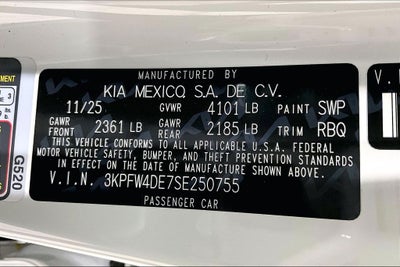 MANUFACTURED BY
KIA MEXICO, S.A. DE C.V.
11/25 GVWR 4101 LB PAINT SWP
GAWR FRONT 2361 LB GAWR REAR 2185 LB TRIM RBQ
THIS VEHICLE CONFORMS TO ALL APPLICABLE U.S.A. FEDERAL
MOTOR VEHICLE SAFETY, BUMPER, AND THEFT PREVENTION STANDARDS
IN EFFECT ON THE DATE OF MANUFACTURE SHOWN ABOVE.
V.I.N. 3KPFW4DE7SE250755
PASSENGER CAR
G520
3